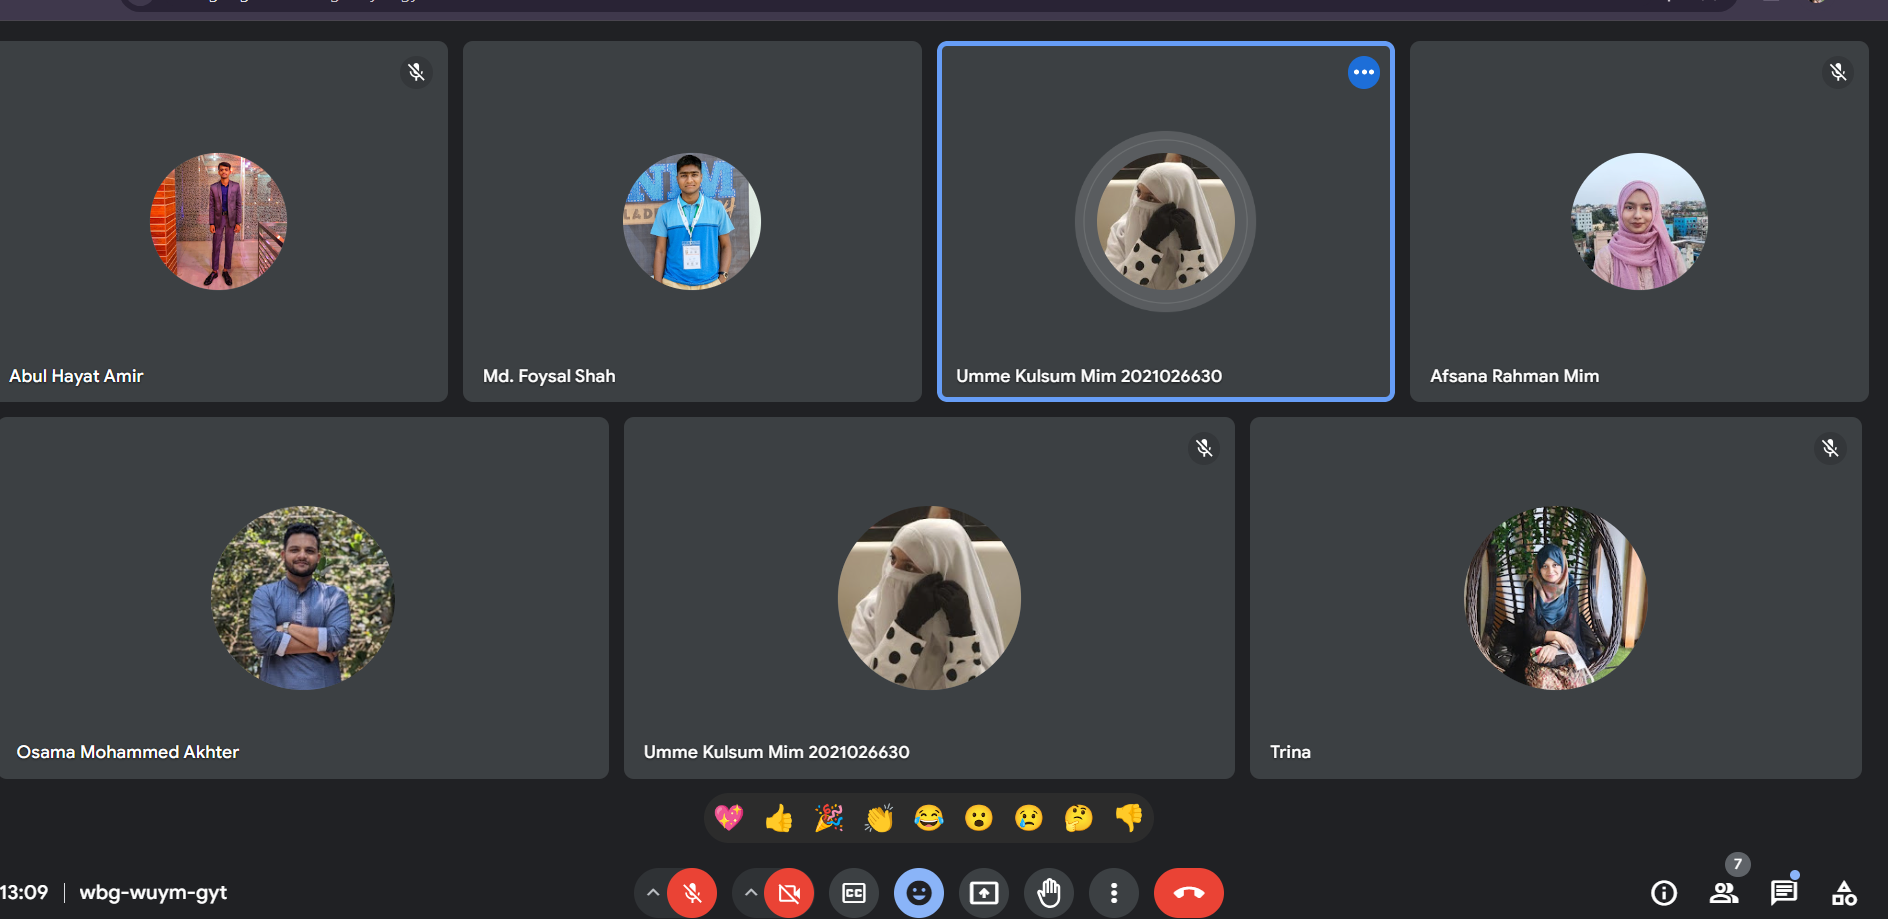 Abul Hayat Amir
Md. Foysal Shah
Umme Kulsum Mim 2021026630
Afsana Rahman Mim
Osama Mohammed Akhter
Umme Kulsum Mim 2021026630
Trina
7
13:09 | wbg-wuym-gyt
CC